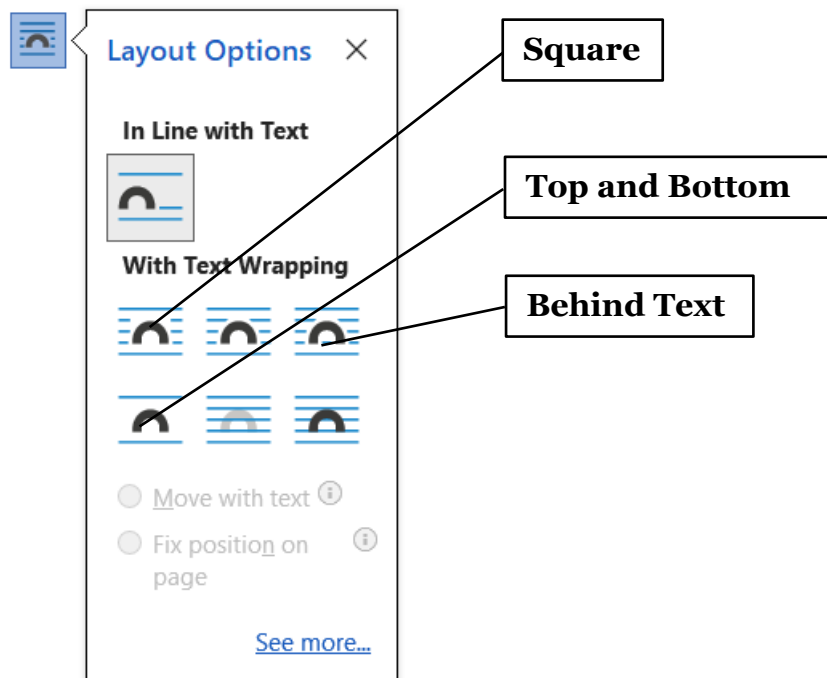 Layout Options
Square
In Line with Text
Top and Bottom
With Text Wrapping
Behind Text
Move with text
Fix position on
page
See more...